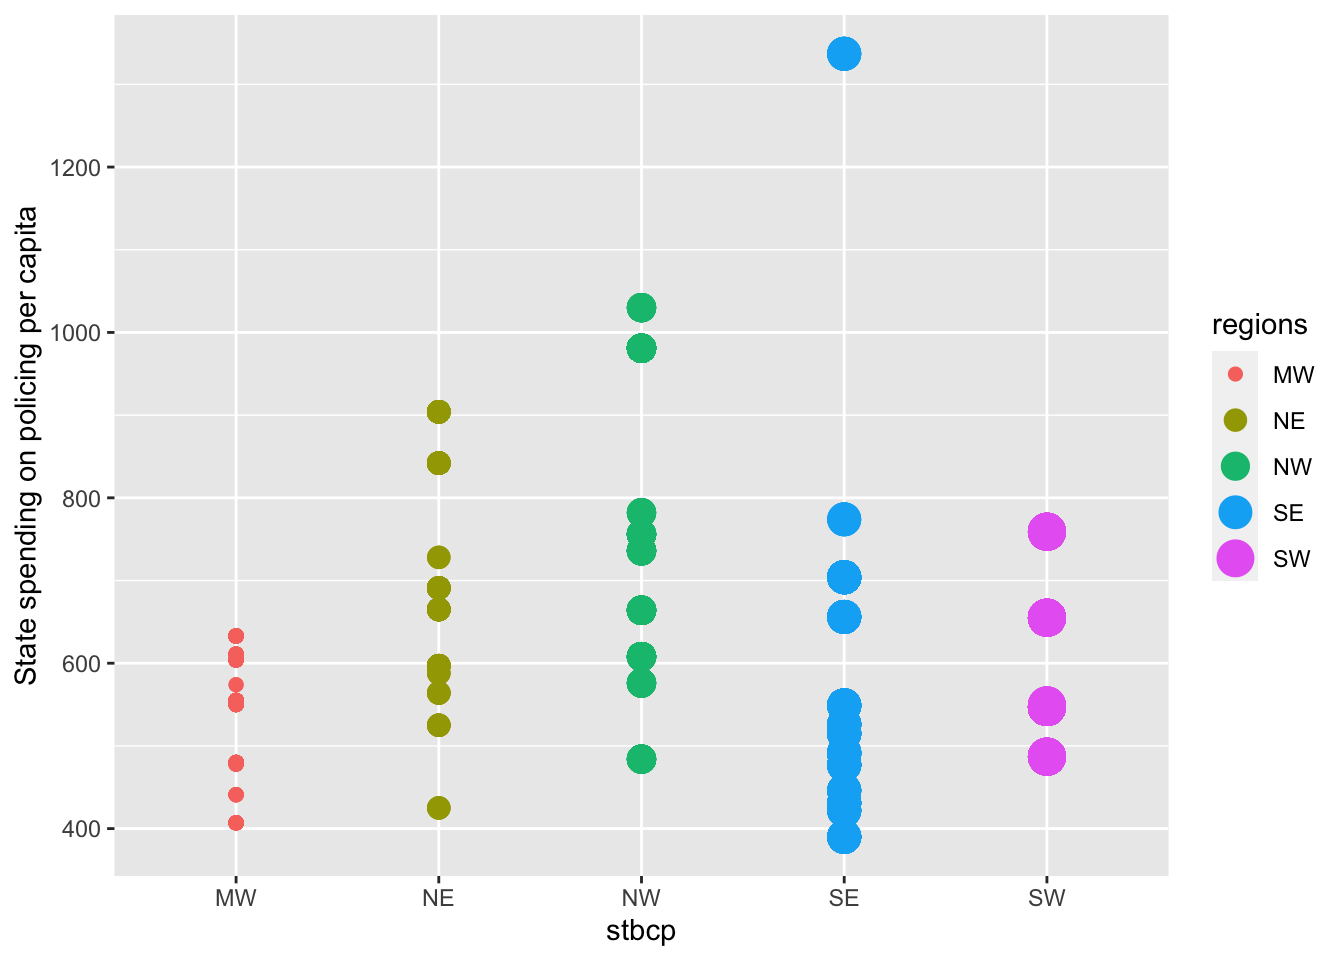 State spending on policing per capita
1200
1000
800
600
400
MW NE NW SE SW
stbcp
regions
MW
NE
NW
SE
SW